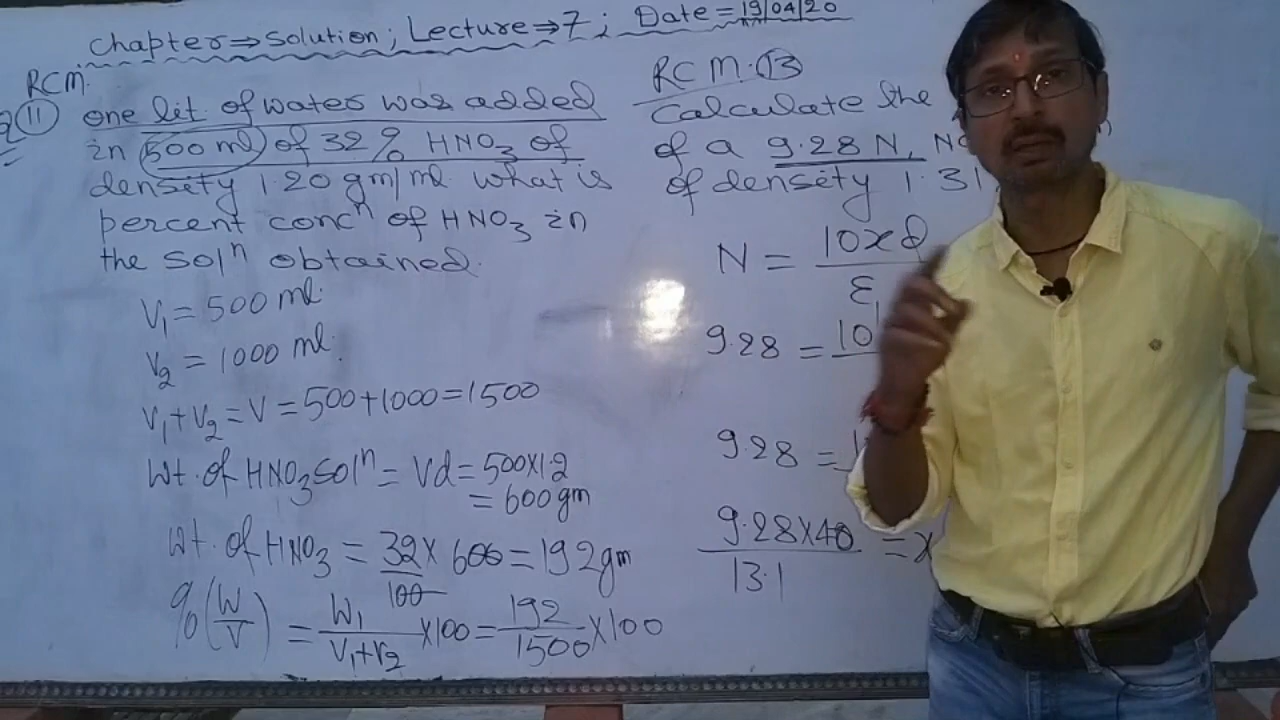 Chapter⇒Solution; Lecture→7; Date=19/04/20
RCM.
Q 11 one lit. of water was added
in 500 ml of 32% HNO₃ of
density 1.20 gm/ml. what is
percent concⁿ of HNO₃ in
the solⁿ obtained.
V₁ = 500 ml.
V₂ = 1000 ml.
V₁+V₂ = V = 500+1000 = 1500
Wt. of HNO₃ solⁿ = Vd = 500×1.2
= 600 gm
Wt. of HNO₃ = 32/100 × 600 = 192 gm
%(W/V) = W₁/(V₁+V₂) ×100 = 192/1500 ×100
RCM. 13
Calculate the
of a 9.28 N,
of density 1.31
N = 10xd/E
9.28 = 10
9.28 =
9.28×40/13.1 = x